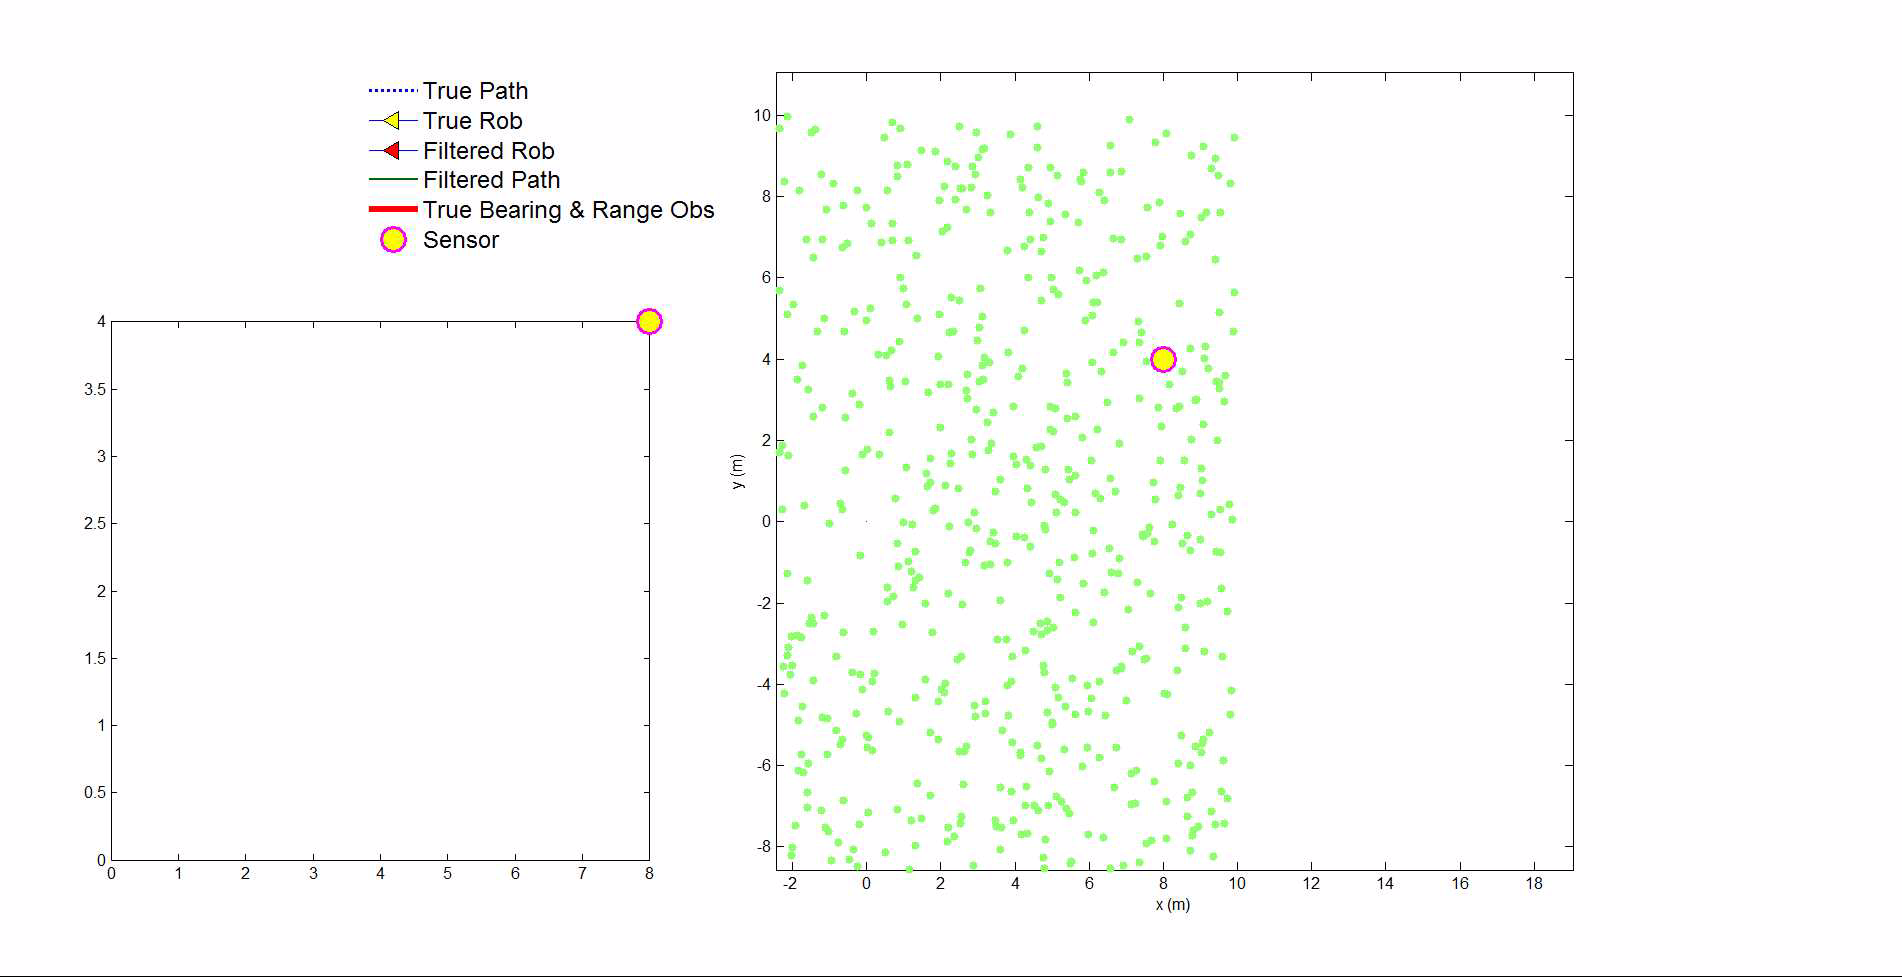 True Path
True Rob
Filtered Rob
Filtered Path
True Bearing & Range Obs
Sensor
4
3.5
3
2.5
2
1.5
1
0.5
0
0 1 2 3 4 5 6 7 8
10
8
6
4
2
0
-2
-4
-6
-8
y (m)
-2 0 2 4 6 8 10 12 14 16 18
x (m)